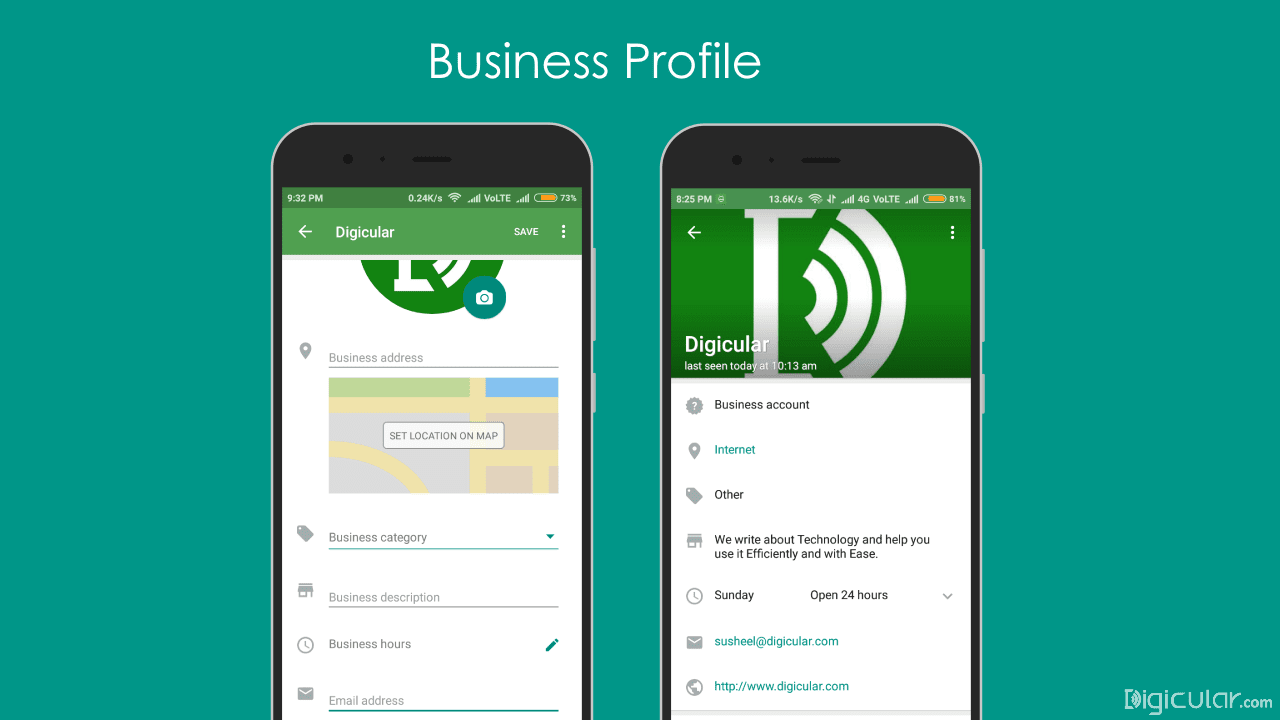 Business Profile
9:32 PM 0.24K/s VoLTE 73%
Digicular SAVE
Business address
SET LOCATION ON MAP
Business category
Business description
Business hours
Email address
8:25 PM 13.6K/s 4G VoLTE 81%
Digicular
last seen today at 10:13 am
? Business account
Internet
Other
We write about Technology and help you
use it Efficiently and with Ease.
Sunday Open 24 hours
susheel@digicular.com
http://www.digicular.com
Digicular.com